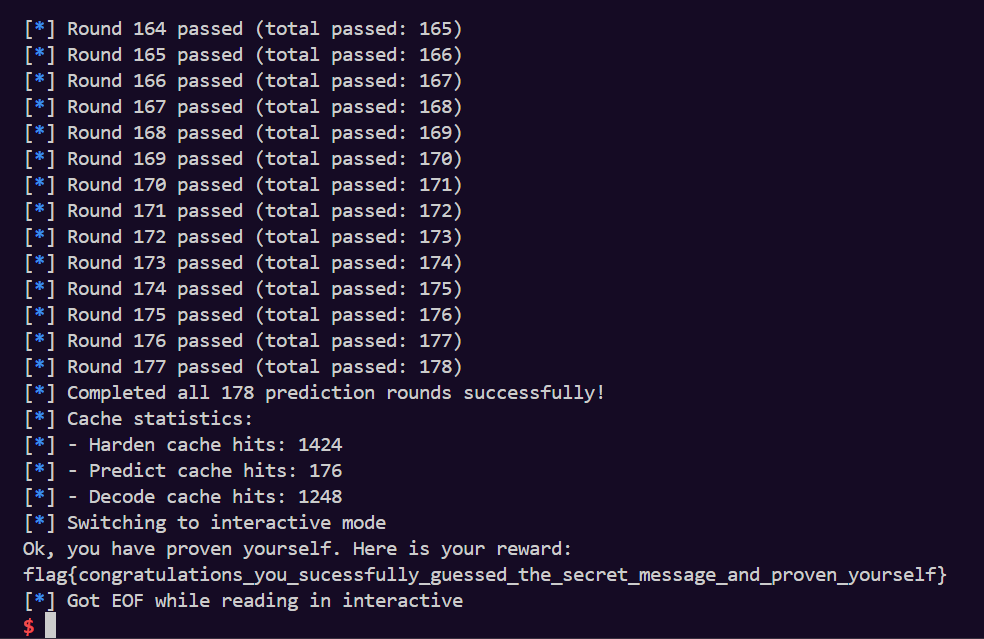 [*] Round 164 passed (total passed: 165)
[*] Round 165 passed (total passed: 166)
[*] Round 166 passed (total passed: 167)
[*] Round 167 passed (total passed: 168)
[*] Round 168 passed (total passed: 169)
[*] Round 169 passed (total passed: 170)
[*] Round 170 passed (total passed: 171)
[*] Round 171 passed (total passed: 172)
[*] Round 172 passed (total passed: 173)
[*] Round 173 passed (total passed: 174)
[*] Round 174 passed (total passed: 175)
[*] Round 175 passed (total passed: 176)
[*] Round 176 passed (total passed: 177)
[*] Round 177 passed (total passed: 178)
[*] Completed all 178 prediction rounds successfully!
[*] Cache statistics:
[*] - Harden cache hits: 1424
[*] - Predict cache hits: 176
[*] - Decode cache hits: 1248
[*] Switching to interactive mode
Ok, you have proven yourself. Here is your reward:
flag{congratulations_you_sucessfully_guessed_the_secret_message_and_proven_yourself}
[*] Got EOF while reading in interactive
$